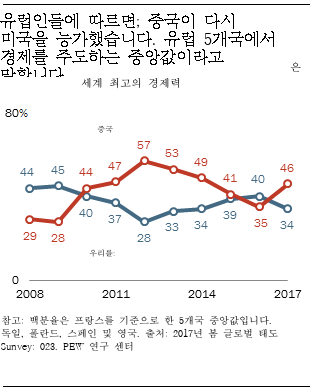 유럽인들에 따르면; 중국이 다시
미국을 능가했습니다. 유럽 5개국에서
경제를 주도하는 중앙값이라고
말합니다
은
세계 최고의 경제력
80%
중국
57
53
49
47
46
44
45
44
41
40
40
37
39
34
33
34
35
29
28
28
우리를:
0
2008
2011
2014
2017
참고: 백분율은 프랑스를 기준으로 한 5개국 중앙값입니다.
독일, 폴란드, 스페인 및 영국. 출처: 2017년 봄 글로벌 태도
Survey: 023. PEW 연구 센터